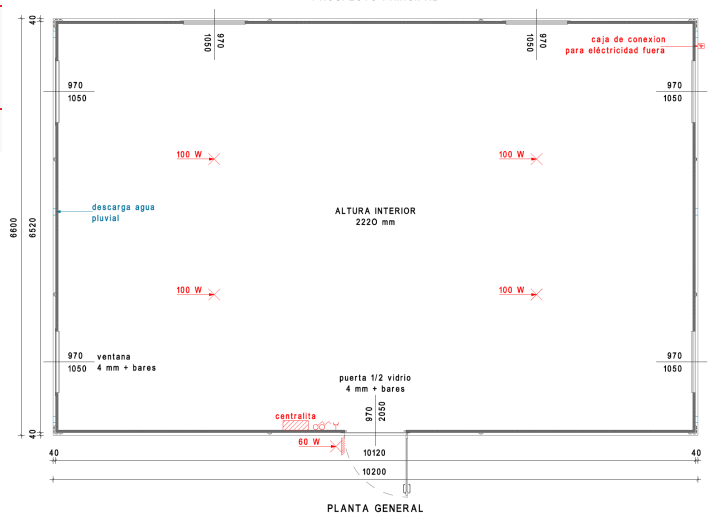 40
970
1050
970
1050
caja de conexion
para eléctricidad fuera
970
1050
970
1050
100 W
100 W
descarga agua
pluvial
ALTURA INTERIOR
2220 mm
6600
6520
100 W
100 W
970
1050
ventana
4 mm + bares
970
1050
puerta 1/2 vidrio
4 mm + bares
970
2050
centralita
40
60 W
40
10120
40
10200
PLANTA GENERAL